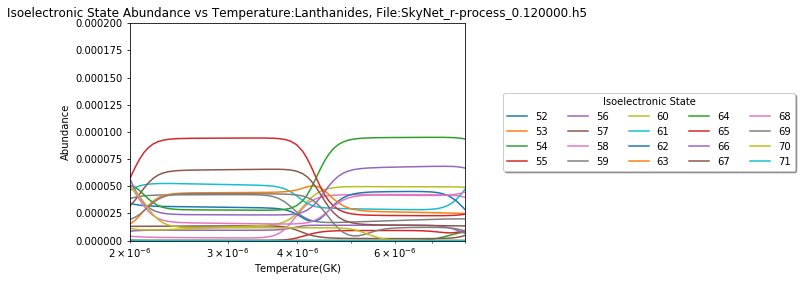 Isoelectronic State Abundance vs Temperature:Lanthanides, File:SkyNet_r-process_0.120000.h5
0.000200
0.000175
0.000150
0.000125
0.000100
0.000075
0.000050
0.000025
0.000000
Abundance
2 × 10⁻⁶ 3 × 10⁻⁶ 4 × 10⁻⁶ 6 × 10⁻⁶
Temperature(GK)
Isoelectronic State
52 56 60 64 68
53 57 61 65 69
54 58 62 66 70
55 59 63 67 71